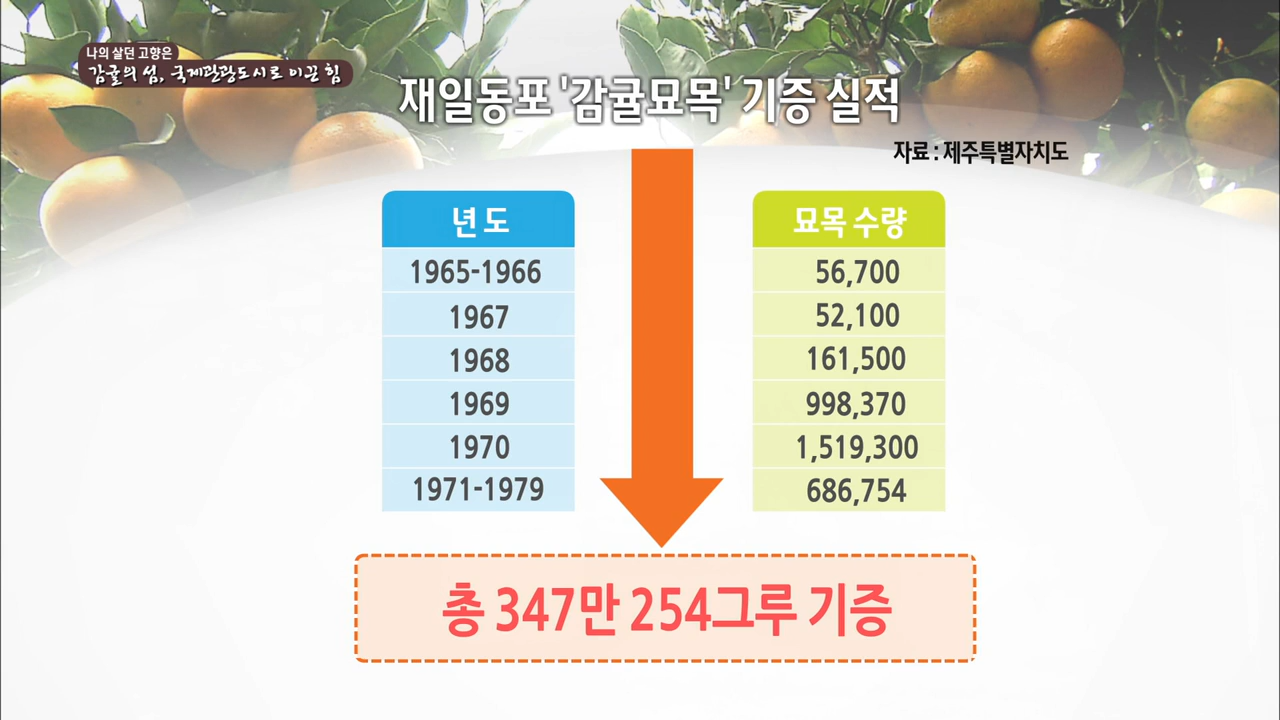 나의 살던 고향은
감귤의 섬, 국제관광도시로 이끈 힘
재일동포 '감귤묘목' 기증 실적
자료 : 제주특별자치도
년 도 묘목 수량
1965-1966 56,700
1967 52,100
1968 161,500
1969 998,370
1970 1,519,300
1971-1979 686,754
총 347만 254그루 기증